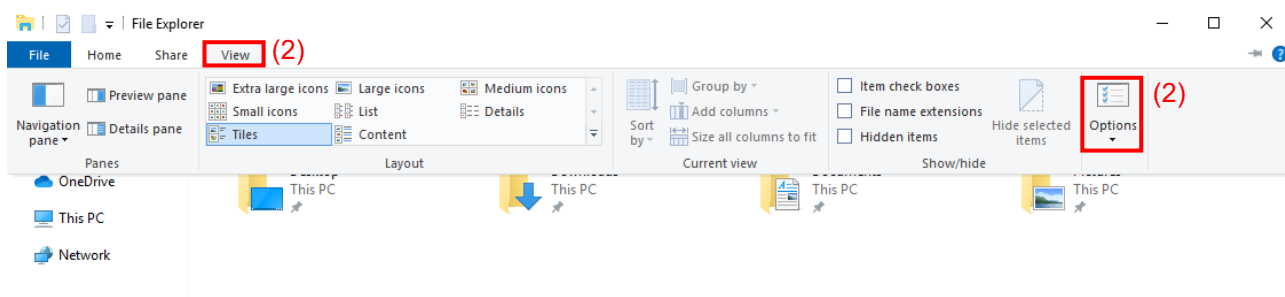 File Explorer
File Home Share View (2)
Preview pane
Details pane
Navigation pane
Panes
Extra large icons Large icons Medium icons
Small icons List Details
Tiles Content
Layout
Sort by
Group by
Add columns
Size all columns to fit
Current view
Item check boxes
File name extensions
Hidden items
Hide selected items
Show/hide
Options
(2)
OneDrive
This PC
Network
This PC
This PC
This PC
This PC